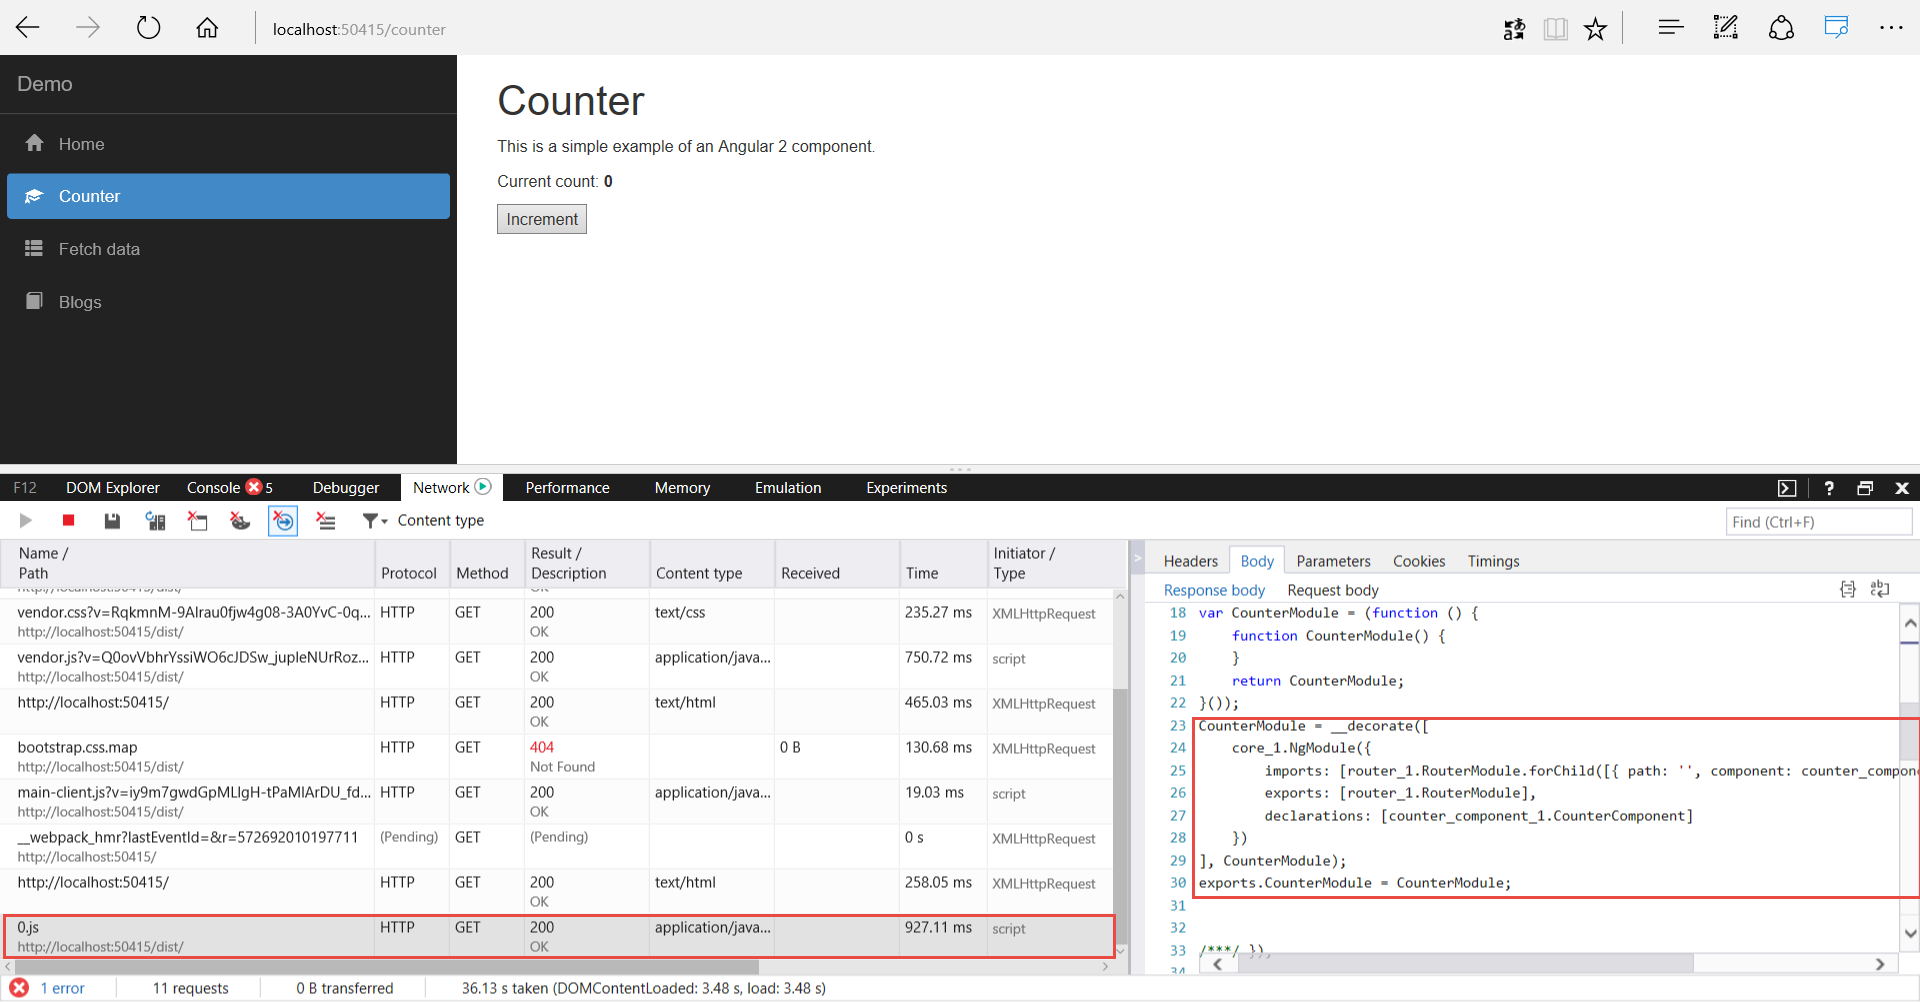 localhost:50415/counter
Demo
Home
Counter
Fetch data
Blogs
Counter
This is a simple example of an Angular 2 component.
Current count: 0
Increment
F12 DOM Explorer Console 5 Debugger Network Performance Memory Emulation Experiments
Content type
Find (Ctrl+F)
Name / Path Protocol Method Result / Description Content type Received Time Initiator / Type
vendor.css?v=RqkmnM-9Alrau0fjw4g08-3A0YvC-0q... HTTP GET 200 text/css 235.27 ms XMLHttpRequest
http://localhost:50415/dist/ OK
vendor.js?v=Q0ovVbhrYssiWO6cJDSw_jupleNUrRoz... HTTP GET 200 application/java... 750.72 ms script
http://localhost:50415/dist/ OK
http://localhost:50415/ HTTP GET 200 text/html 465.03 ms XMLHttpRequest
OK
bootstrap.css.map HTTP GET 404 0 B 130.68 ms XMLHttpRequest
http://localhost:50415/dist/ Not Found
main-client.js?v=iy9m7gwdGpMLlgH-tPaMIArDU_fd... HTTP GET 200 application/java... 19.03 ms script
http://localhost:50415/dist/ OK
__webpack_hmr?lastEventId=&r=572692010197711 (Pending) GET (Pending) 0 s XMLHttpRequest
http://localhost:50415/
http://localhost:50415/ HTTP GET 200 text/html 258.05 ms XMLHttpRequest
OK
0.js HTTP GET 200 application/java... 927.11 ms script
http://localhost:50415/dist/ OK
Headers Body Parameters Cookies Timings
Response body Request body
18 var CounterModule = (function () {
19 function CounterModule() {
20 }
21 return CounterModule;
22 }());
23 CounterModule = __decorate([
24 core_1.NgModule({
25 imports: [router_1.RouterModule.forChild([{ path: '', component: counter_compon
26 exports: [router_1.RouterModule],
27 declarations: [counter_component_1.CounterComponent]
28 })
29 ], CounterModule);
30 exports.CounterModule = CounterModule;
31
32
33 /***/ }),
34
1 error 11 requests 0 B transferred 36.13 s taken (DOMContentLoaded: 3.48 s, load: 3.48 s)